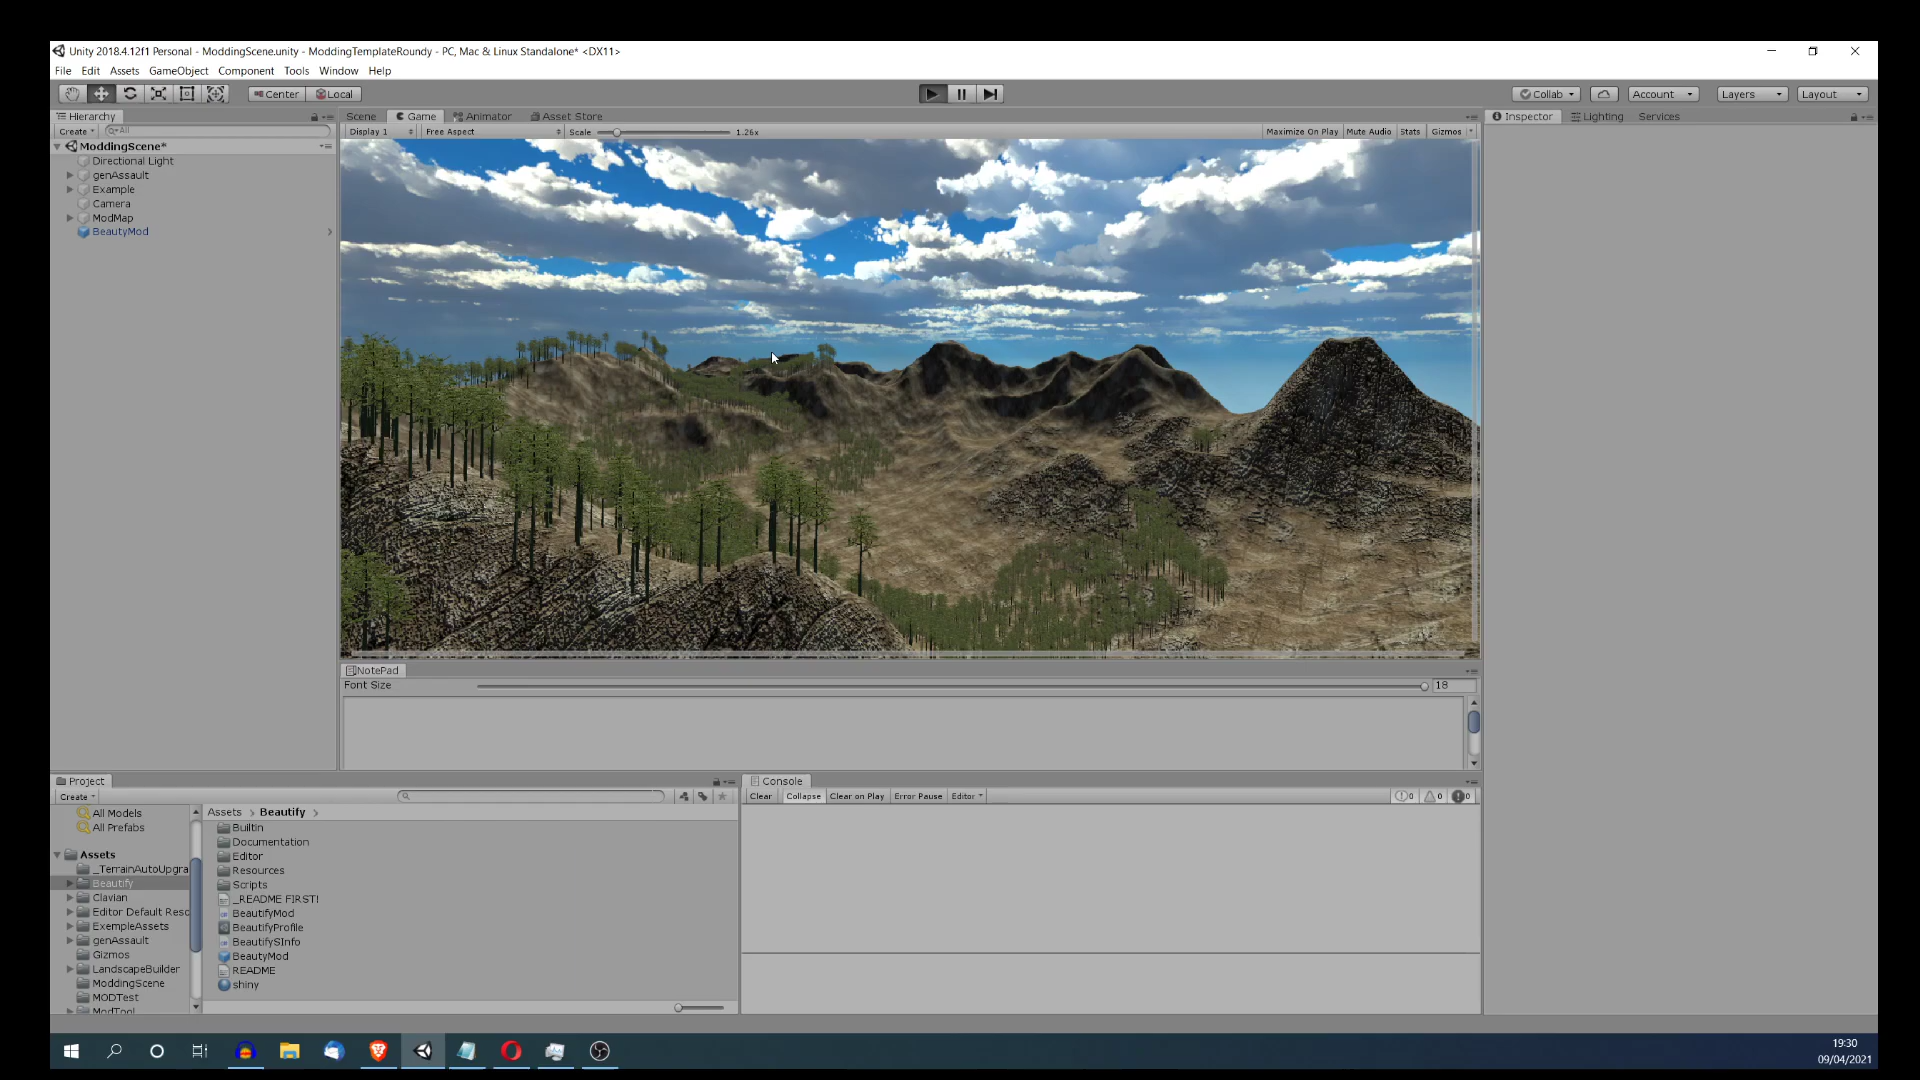 Unity 2018.4.12f1 Personal - ModdingScene.unity - ModdingTemplateRoundy - PC, Mac & Linux Standalone* <DX11>
File Edit Assets GameObject Component Tools Window Help
Center Local Collab Account Layers Layout
Hierarchy
Create All
ModdingScene*
Directional Light
genAssault
Example
Camera
ModMap
BeautyMod
Scene Game Animator Asset Store
Display 1 Free Aspect Scale 1.26x Maximize On Play Mute Audio Stats Gizmos
Inspector Lighting Services
NotePad
Font Size 18
Project
Create
All Models
All Prefabs
Assets
_TerrainAutoUpgra
Beautify
Clavian
Editor Default Reso
ExempleAssets
genAssault
Gizmos
LandscapeBuilder
ModdingScene
MODTest
ModTool
Assets Beautify
Builtin
Documentation
Editor
Resources
Scripts
_README FIRST!
BeautifyMod
BeautifyProfile
BeautifySInfo
BeautyMod
README
shiny
Console
Clear Collapse Clear on Play Error Pause Editor 0 0 0
19:30
09/04/2021